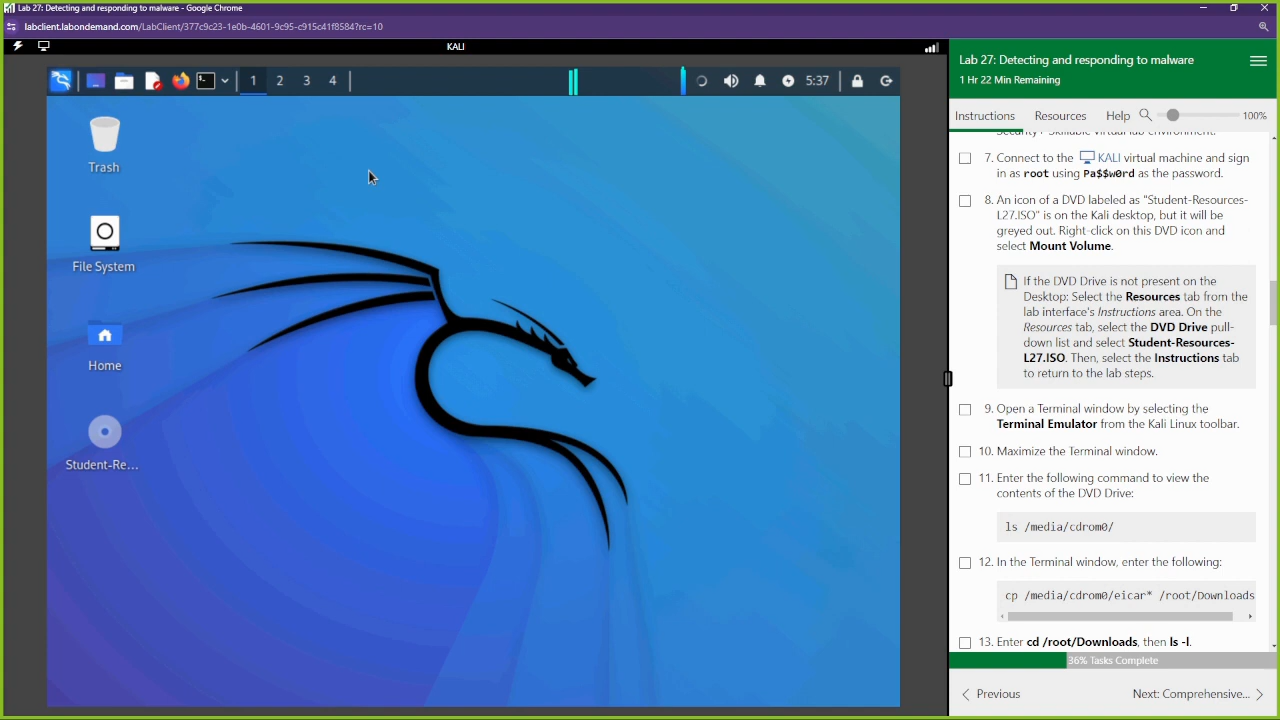 Lab 27: Detecting and responding to malware - Google Chrome
labclient.labondemand.com/LabClient/377c9c23-1e0b-4601-9c95-c915c41f8584?rc=10
KALI
1 2 3 4
5:37
Trash
File System
Home
Student-Re...
Lab 27: Detecting and responding to malware
1 Hr 22 Min Remaining
Instructions Resources Help 100%
Security+ Skillable virtual lab environment.
7. Connect to the KALI virtual machine and sign
in as root using Pa$$w0rd as the password.
8. An icon of a DVD labeled as "Student-Resources-
L27.ISO" is on the Kali desktop, but it will be
greyed out. Right-click on this DVD icon and
select Mount Volume.
If the DVD Drive is not present on the
Desktop: Select the Resources tab from the
lab interface's Instructions area. On the
Resources tab, select the DVD Drive pull-
down list and select Student-Resources-
L27.ISO. Then, select the Instructions tab
to return to the lab steps.
9. Open a Terminal window by selecting the
Terminal Emulator from the Kali Linux toolbar.
10. Maximize the Terminal window.
11. Enter the following command to view the
contents of the DVD Drive:
ls /media/cdrom0/
12. In the Terminal window, enter the following:
cp /media/cdrom0/eicar* /root/Downloads
13. Enter cd /root/Downloads, then ls -l.
36% Tasks Complete
Previous
Next: Comprehensive...